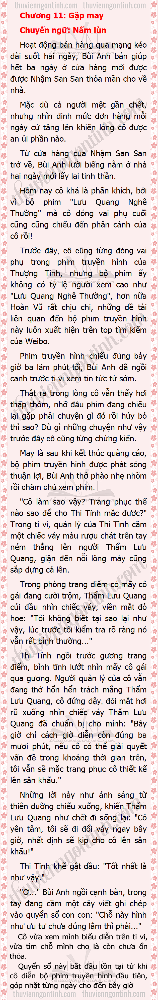 thuvienngontinh.com thuvienngontinh.com
Chương 11: Gặp may
Chuyển ngữ: Nấm lùn
Hoạt động bán hàng qua mạng kéo
dài suốt hai ngày, Bùi Anh bán giúp
hết ba ngày ở cửa hàng mới được
được Nhậm San San thỏa mãn cho về
nhà.
Mặc dù cả người mệt gần chết,
nhưng nhìn định mức đơn hàng mỗi
ngày cứ tăng lên khiến lòng cô được
an ủi phần nào.
Từ cửa hàng của Nhậm San San
trở về, Bùi Anh lười biếng nằm ở nhà
hai ngày mới lấy lại tinh thần.
Hôm nay cô khá là phấn khích, bởi
vì bộ phim "Lưu Quang Nghê
Thường" mà cô đóng vai phụ cuối
cũng cũng chiếu đến phân cảnh của
cô rồi!
Trước đây, cô cũng từng đóng vai
phụ trong phim truyền hình của
Thượng Tinh, nhưng bộ phim ấy
không có tỷ lệ người xem cao như
"Lưu Quang Nghê Thường", hơn nữa
Hoàn Vũ rất chịu chi, những đề tài
liên quan đến bộ phim truyền hình
này luôn xuất hiện trên top tìm kiếm
của Weibo.
Phim truyền hình chiếu đúng bảy
giờ ba lăm phút tối, Bùi Anh đã ngồi
canh trước ti vi xem tin tức từ sớm.
Thật ra trong lòng cô vẫn thấy hơi
thấp thỏm, nhỡ đâu phim đang chiếu
lại gặp phải chuyện gì đó rồi hủy bỏ
thì sao? Dù gì những chuyện như vậy
trước đây cô cũng từng chứng kiến.
May là sau khi kết thúc quảng cáo,
bộ phim truyền hình được phát sóng
thuận lợi, Bùi Anh thở phào nhẹ nhõm
rồi chăm chú xem phim.
"Cô làm sao vậy? Trang phục thế
nào sao để cho Thi Tĩnh mặc được?"
Trong ti vi, quản lý của Thi Tĩnh cầm
một chiếc váy màu rượu chát trên tay
ném thẳng lên người Thẩm Lưu
Quang, giận đến nỗi lông mày cũng
sắp dựng cả lên.
Trong phòng trang điểm có mấy cô
gái đang cười trộm, Thẩm Lưu Quang
cúi đầu nhìn chiếc váy, viền mắt đỏ
hoe: "Tôi không biết tại sao lại như
vậy, lúc trước tôi kiểm tra rõ ràng nó
vẫn rất bình thường..."
Thi Tĩnh ngồi trước gương trang
điểm, bình tĩnh lướt nhìn mấy cô gái
qua gương. Người quản lý của cô vẫn
đang thở hổn hển trách mắng Thẩm
Lưu Quang, cô đứng dậy, đôi mắt hơi
rũ xuống nhìn chiếc váy Thẩm Lưu
Quang đã chuẩn bị cho mình: "Bây
giờ chỉ cách giờ diễn còn đúng ba
mươi phút, nếu cô có thể giải quyết
vấn đề trong khoảng thời gian trên,
tôi vẫn sẽ mặc trang phục cô thiết kế
lên sân khấu."
Những lời này như ánh sáng từ
thiên đường chiếu xuống, khiến Thẩm
Lưu Quang như chết đi sống lại: "Cô
yên tâm, tôi sẽ đi đổi váy ngay bây
giờ, nhất định sẽ kịp cho cô lên sân
khấu!"
Thi Tĩnh khẽ gật đầu: "Tốt nhất là
như vậy."
"Ơ..." Bùi Anh ngồi cạnh bàn, trong
tay đang cầm một cây viết ghi chép
vào quyển sổ con con: "Chỗ này hình
như ưu tư chưa đúng lắm thì phải..."
Cô vừa xem mình biểu diễn trên ti vi,
vừa tìm chỗ mình cho là còn chưa ổn
thỏa.
Quyển sổ này bắt đầu tồn tại từ khi
cô diễn bộ phim truyền hình đầu tiên,
góp nhặt từng ngày cho đến bây giờ
thuvienngontinh.com thuvienngontinh.com